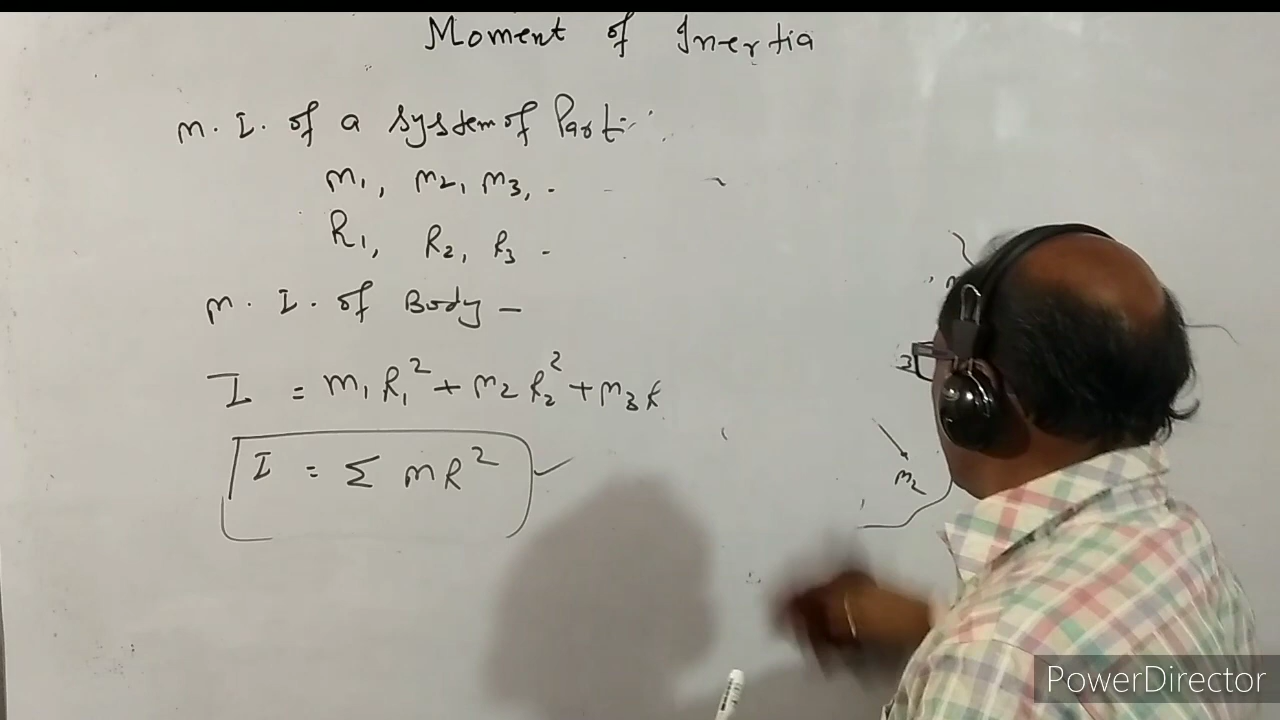 Moment of Inertia
M. I. of a system of Parti
m₁, m₂, m₃, . -
R₁, R₂, R₃ -
M. I. of Body –
I = m₁R₁² + m₂R₂² + m₃R
I = Σ mR²
3
m₂
PowerDirector